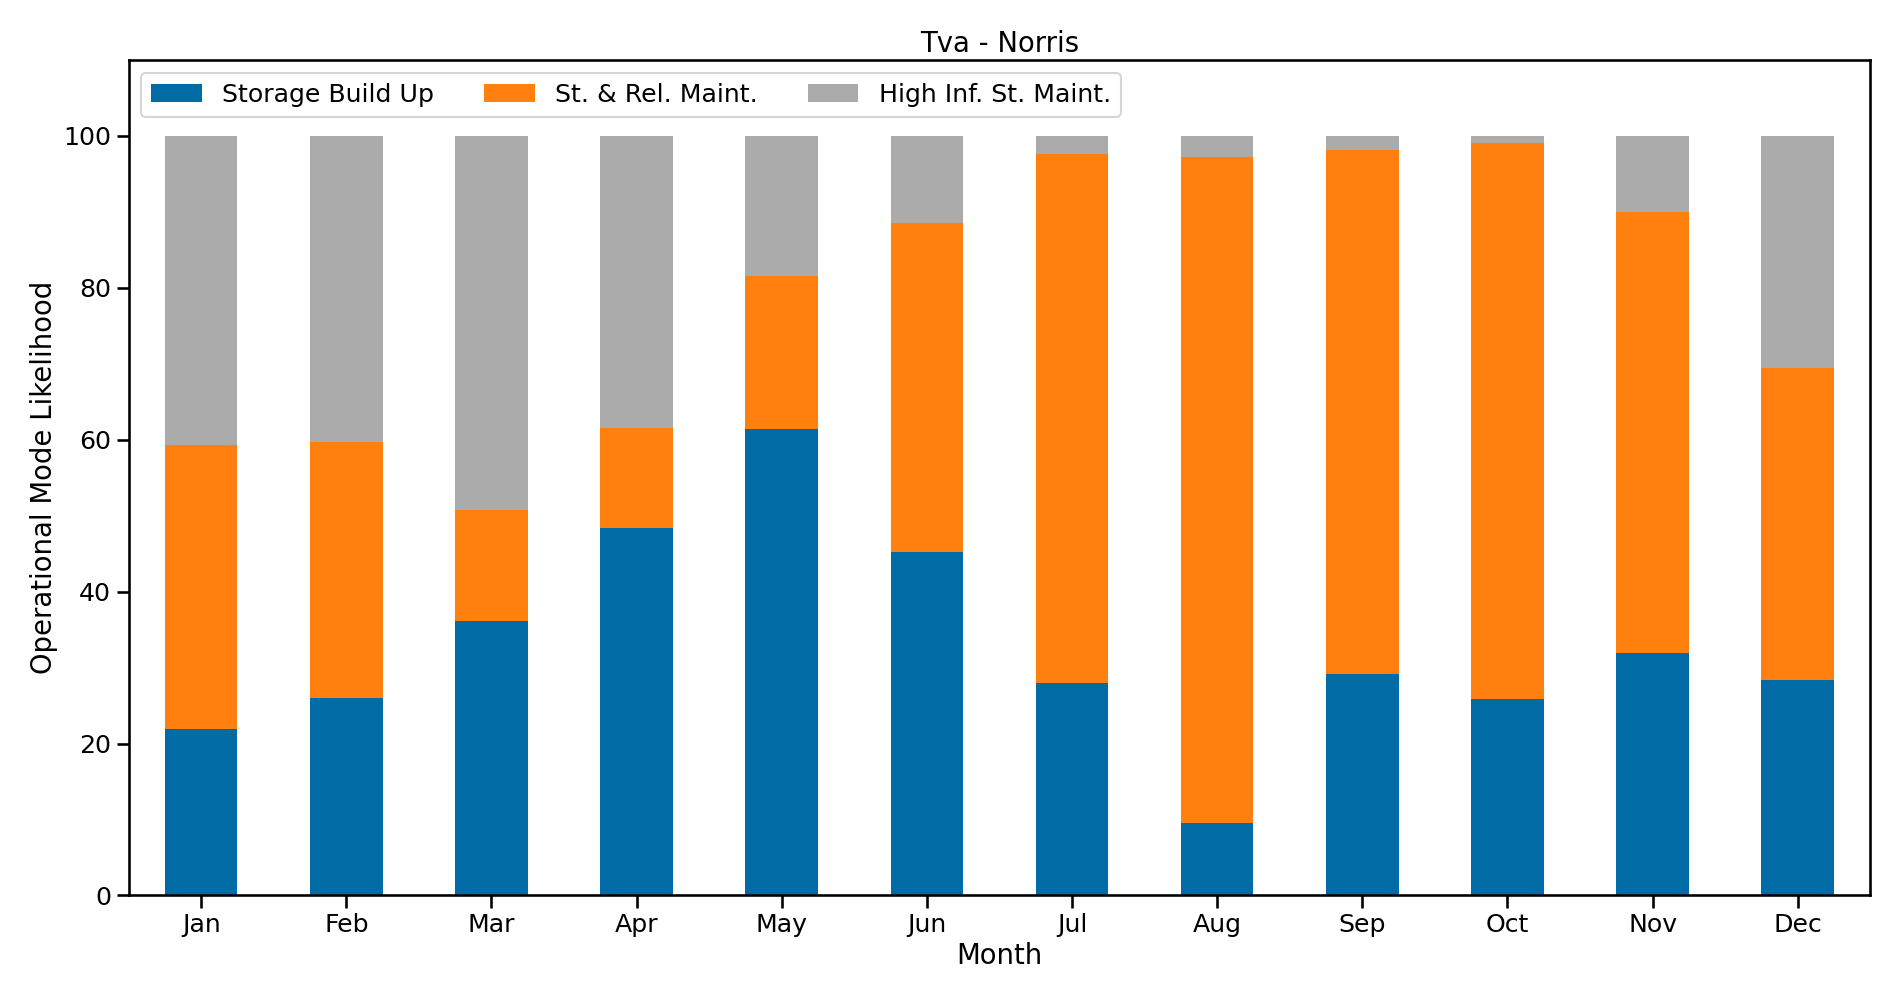 Tva - Norris
Storage Build Up St. & Rel. Maint. High Inf. St. Maint.
Operational Mode Likelihood
100
80
60
40
20
0
Jan Feb Mar Apr May Jun Jul Aug Sep Oct Nov Dec
Month